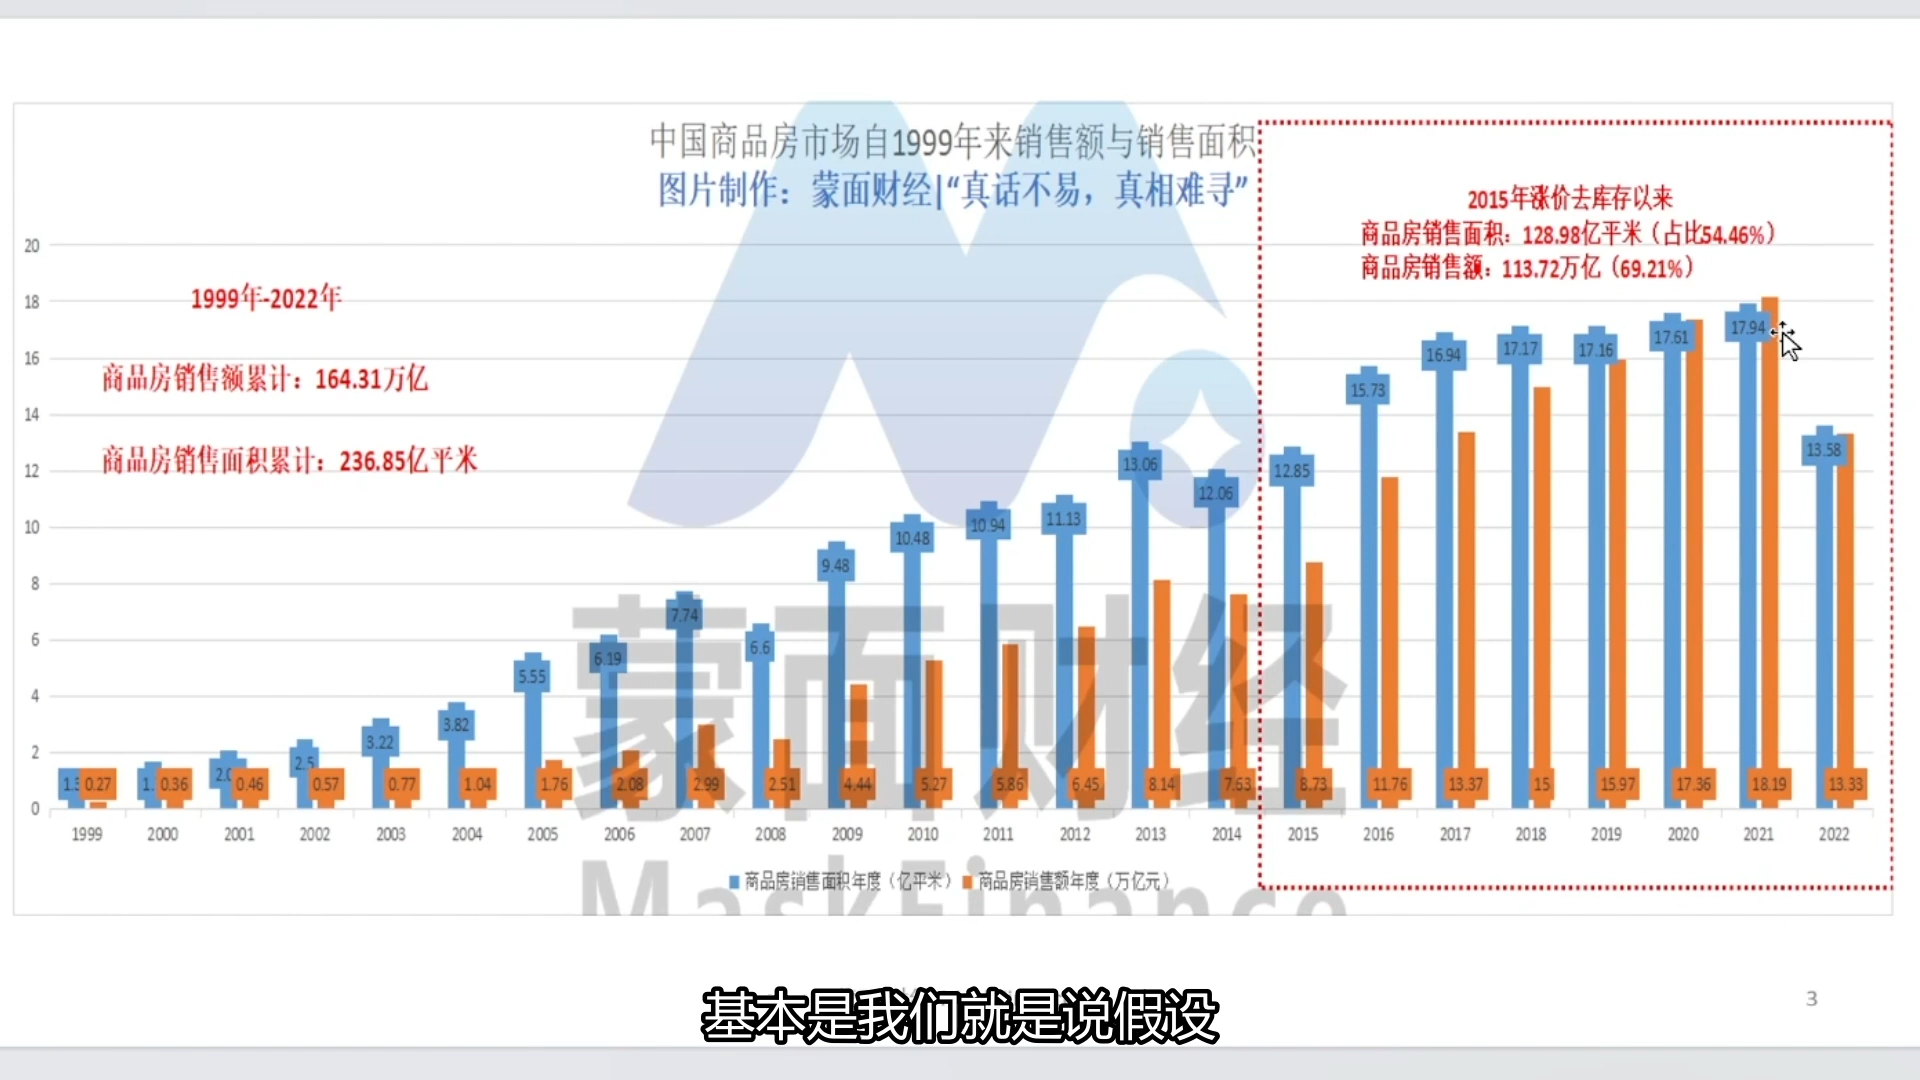 中国商品房市场自1999年来销售额与销售面积
图片制作：蒙面财经|“真话不易，真相难寻”
2015年涨价去库存以来
商品房销售面积：128.98亿平米（占比54.46%）
商品房销售额：113.72万亿（69.21%）
1999年-2022年
商品房销售额累计：164.31万亿
商品房销售面积累计：236.85亿平米
20
18
16
14
12
10
8
6
4
2
0
3.22 3.82 5.55 6.19 7.74 6.6 9.48 10.48 10.94 11.13 13.06 12.06 12.85 15.73 16.94 17.17 17.16 17.61 17.94 13.58
0.27 0.36 0.46 0.57 0.77 1.04 1.76 2.08 2.99 2.51 4.44 5.27 5.86 6.45 8.14 7.63 8.73 11.76 13.37 15 15.97 17.36 18.19 13.33
1999 2000 2001 2002 2003 2004 2005 2006 2007 2008 2009 2010 2011 2012 2013 2014 2015 2016 2017 2018 2019 2020 2021 2022
商品房销售面积年度（亿平米） 商品房销售额年度（万亿元）
蒙面财经
MaskFinance
基本是我们就是说假设
3